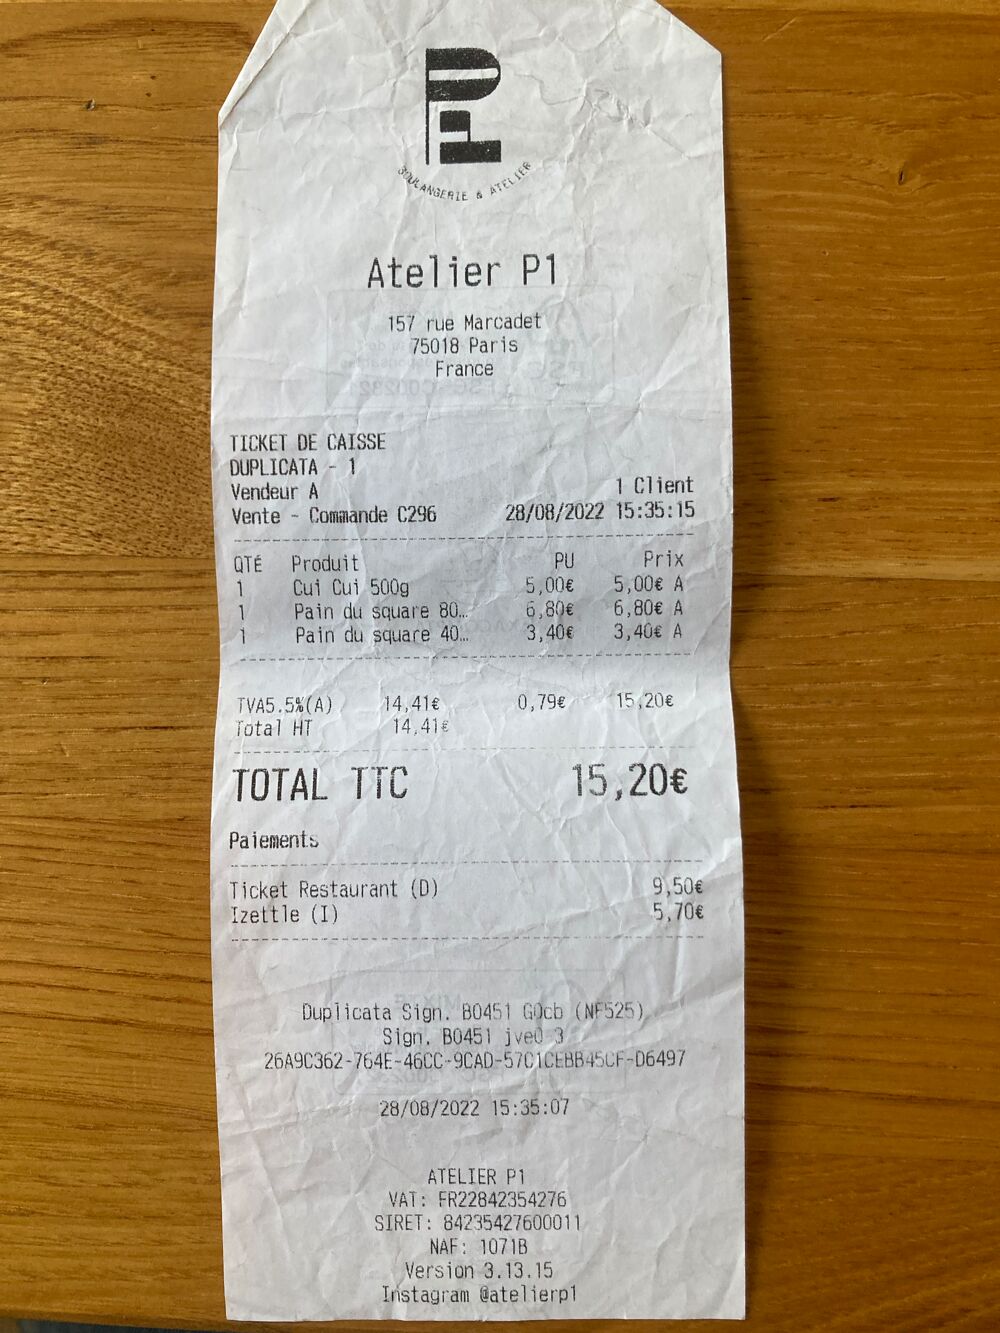 BOULANGERIE & ATELIER
Atelier P1
157 rue Marcadet
75018 Paris
France
TICKET DE CAISSE
DUPLICATA - 1
Vendeur A 1 Client
Vente - Commande C296 28/08/2022 15:35:15
QTÉ Produit PU Prix
1 Cui Cui 500g 5,00€ 5,00€ A
1 Pain du square 80… 6,80€ 6,80€ A
1 Pain du square 40… 3,40€ 3,40€ A
TVA5.5%(A) 14,41€ 0,79€ 15,20€
Total HT 14,41€
TOTAL TTC 15,20€
Paiements
Ticket Restaurant (D) 9,50€
Izettle (I) 5,70€
Duplicata Sign. B0451 GOcb (NF525)
Sign. B0451 jve0 3
26A9C362-764E-46CC-9CAD-57C1CEBB45CF-D6497
28/08/2022 15:35:07
ATELIER P1
VAT: FR22842354276
SIRET: 84235427600011
NAF: 1071B
Version 3.13.15
Instagram @atelierp1